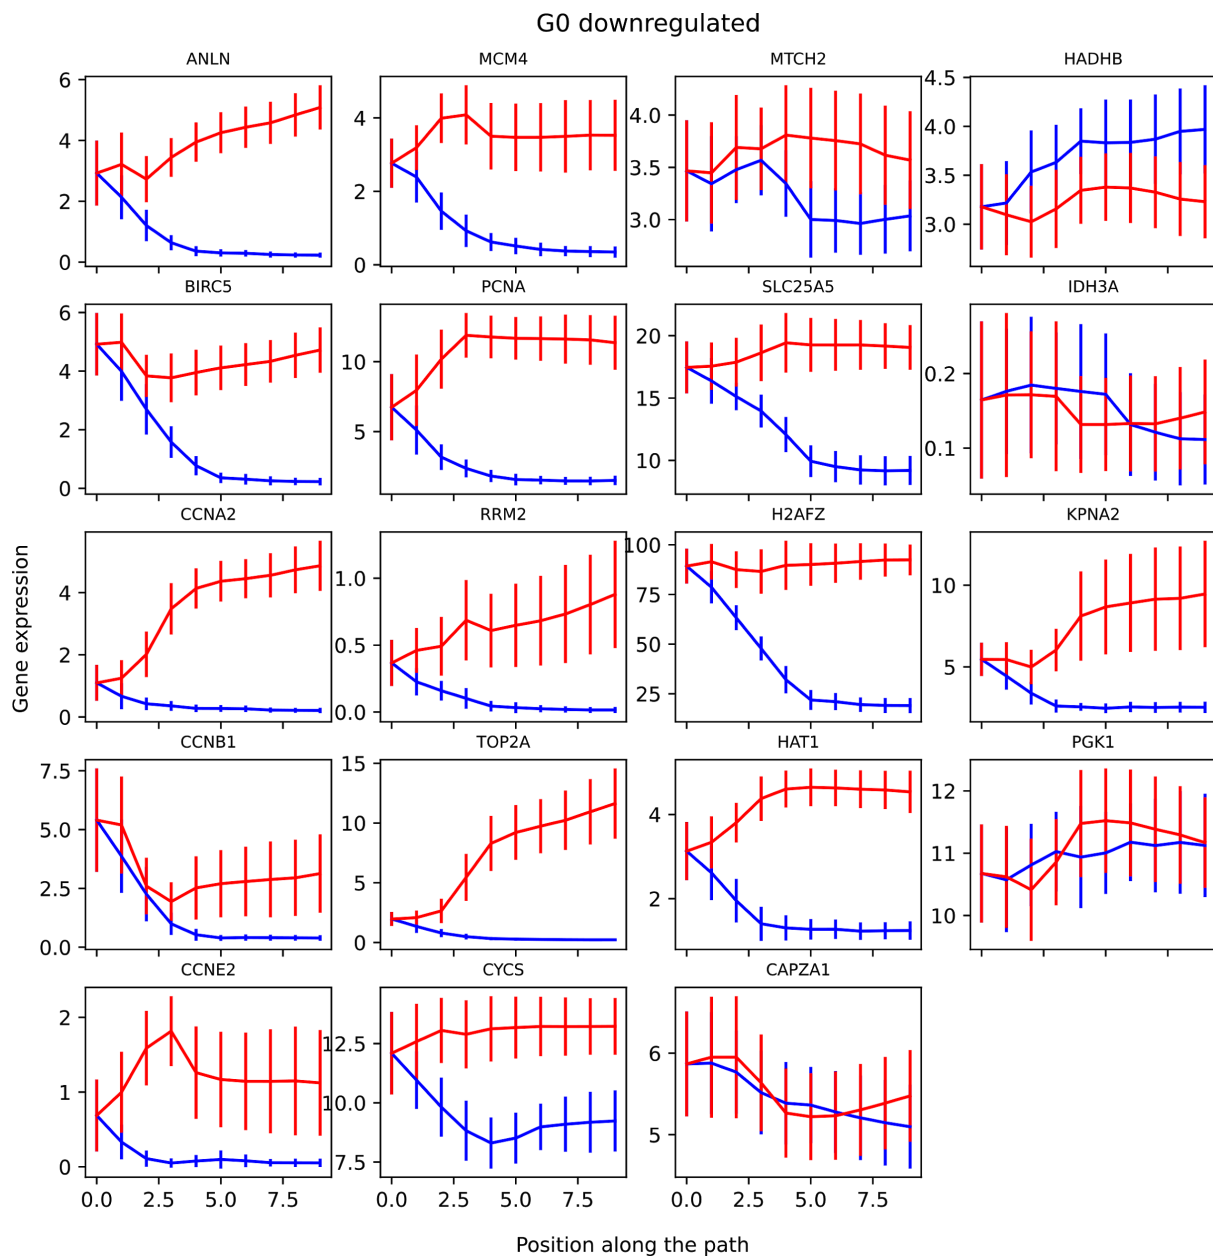 G0 downregulated
ANLN MCM4 MTCH2 HADHB
6 4 2 0
4 2 0
4.0 3.5 3.0
4.5 4.0 3.5 3.0
BIRC5 PCNA SLC25A5 IDH3A
6 4 2 0
10 5
20 15 10
0.2 0.1
CCNA2 RRM2 H2AFZ KPNA2
4 2 0
1.0 0.5 0.0
100 75 50 25
10 5
CCNB1 TOP2A HAT1 PGK1
7.5 5.0 2.5 0.0
15 10 5 0
4 2
12 11 10
CCNE2 CYCS CAPZA1
2 1 0
12.5 10.0 7.5
6 5
0.0 2.5 5.0 7.5 0.0 2.5 5.0 7.5 0.0 2.5 5.0 7.5
Gene expression
Position along the path